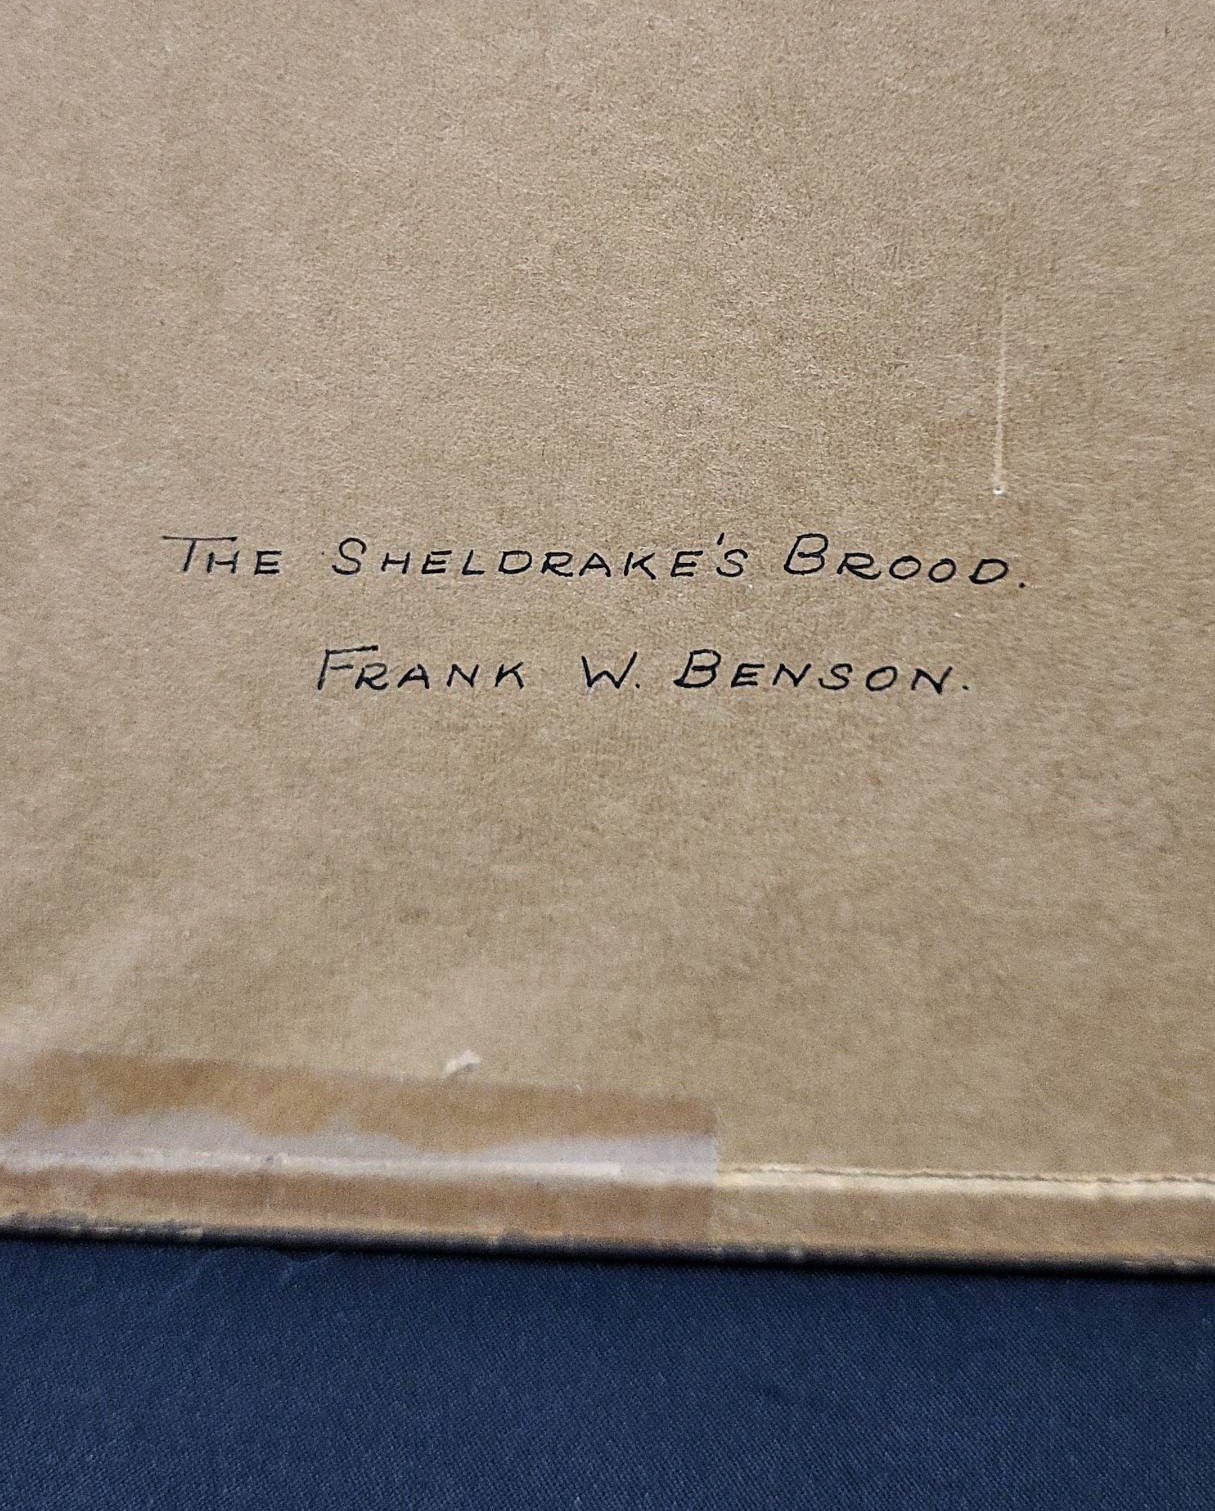 THE SHELDRAKE'S BROOD.
FRANK W. BENSON.